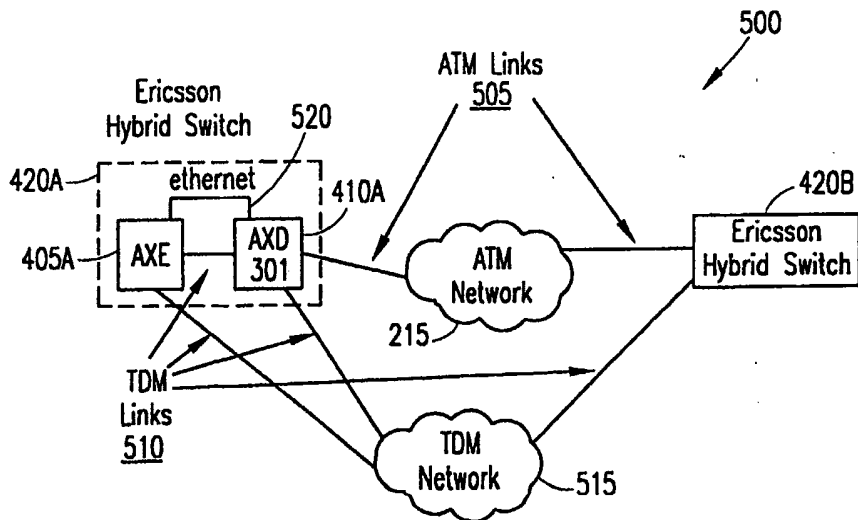 500
ATM Links
505
Ericsson
Hybrid Switch
520
420A
ethernet
410A
420B
405A
AXE
AXD
301
ATM
Network
215
Ericsson
Hybrid Switch
TDM
Links
510
TDM
Network
515